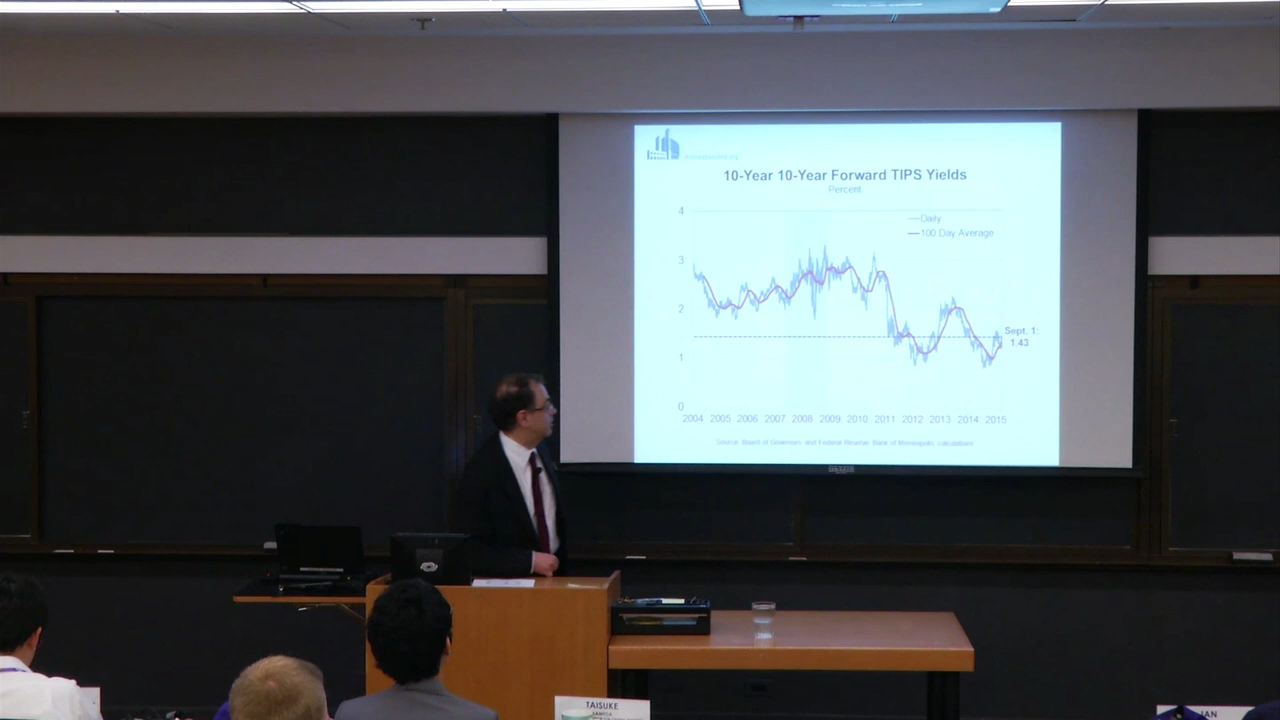 10-Year 10-Year Forward TIPS Yields
Percent
4
Daily
100 Day Average
3
2
Sept. 1:
1.43
1
0
2004 2005 2006 2007 2008 2009 2010 2011 2012 2013 2014 2015
Source: Board of Governors and Federal Reserve Bank of Minneapolis calculations
TAISUKE
JAN